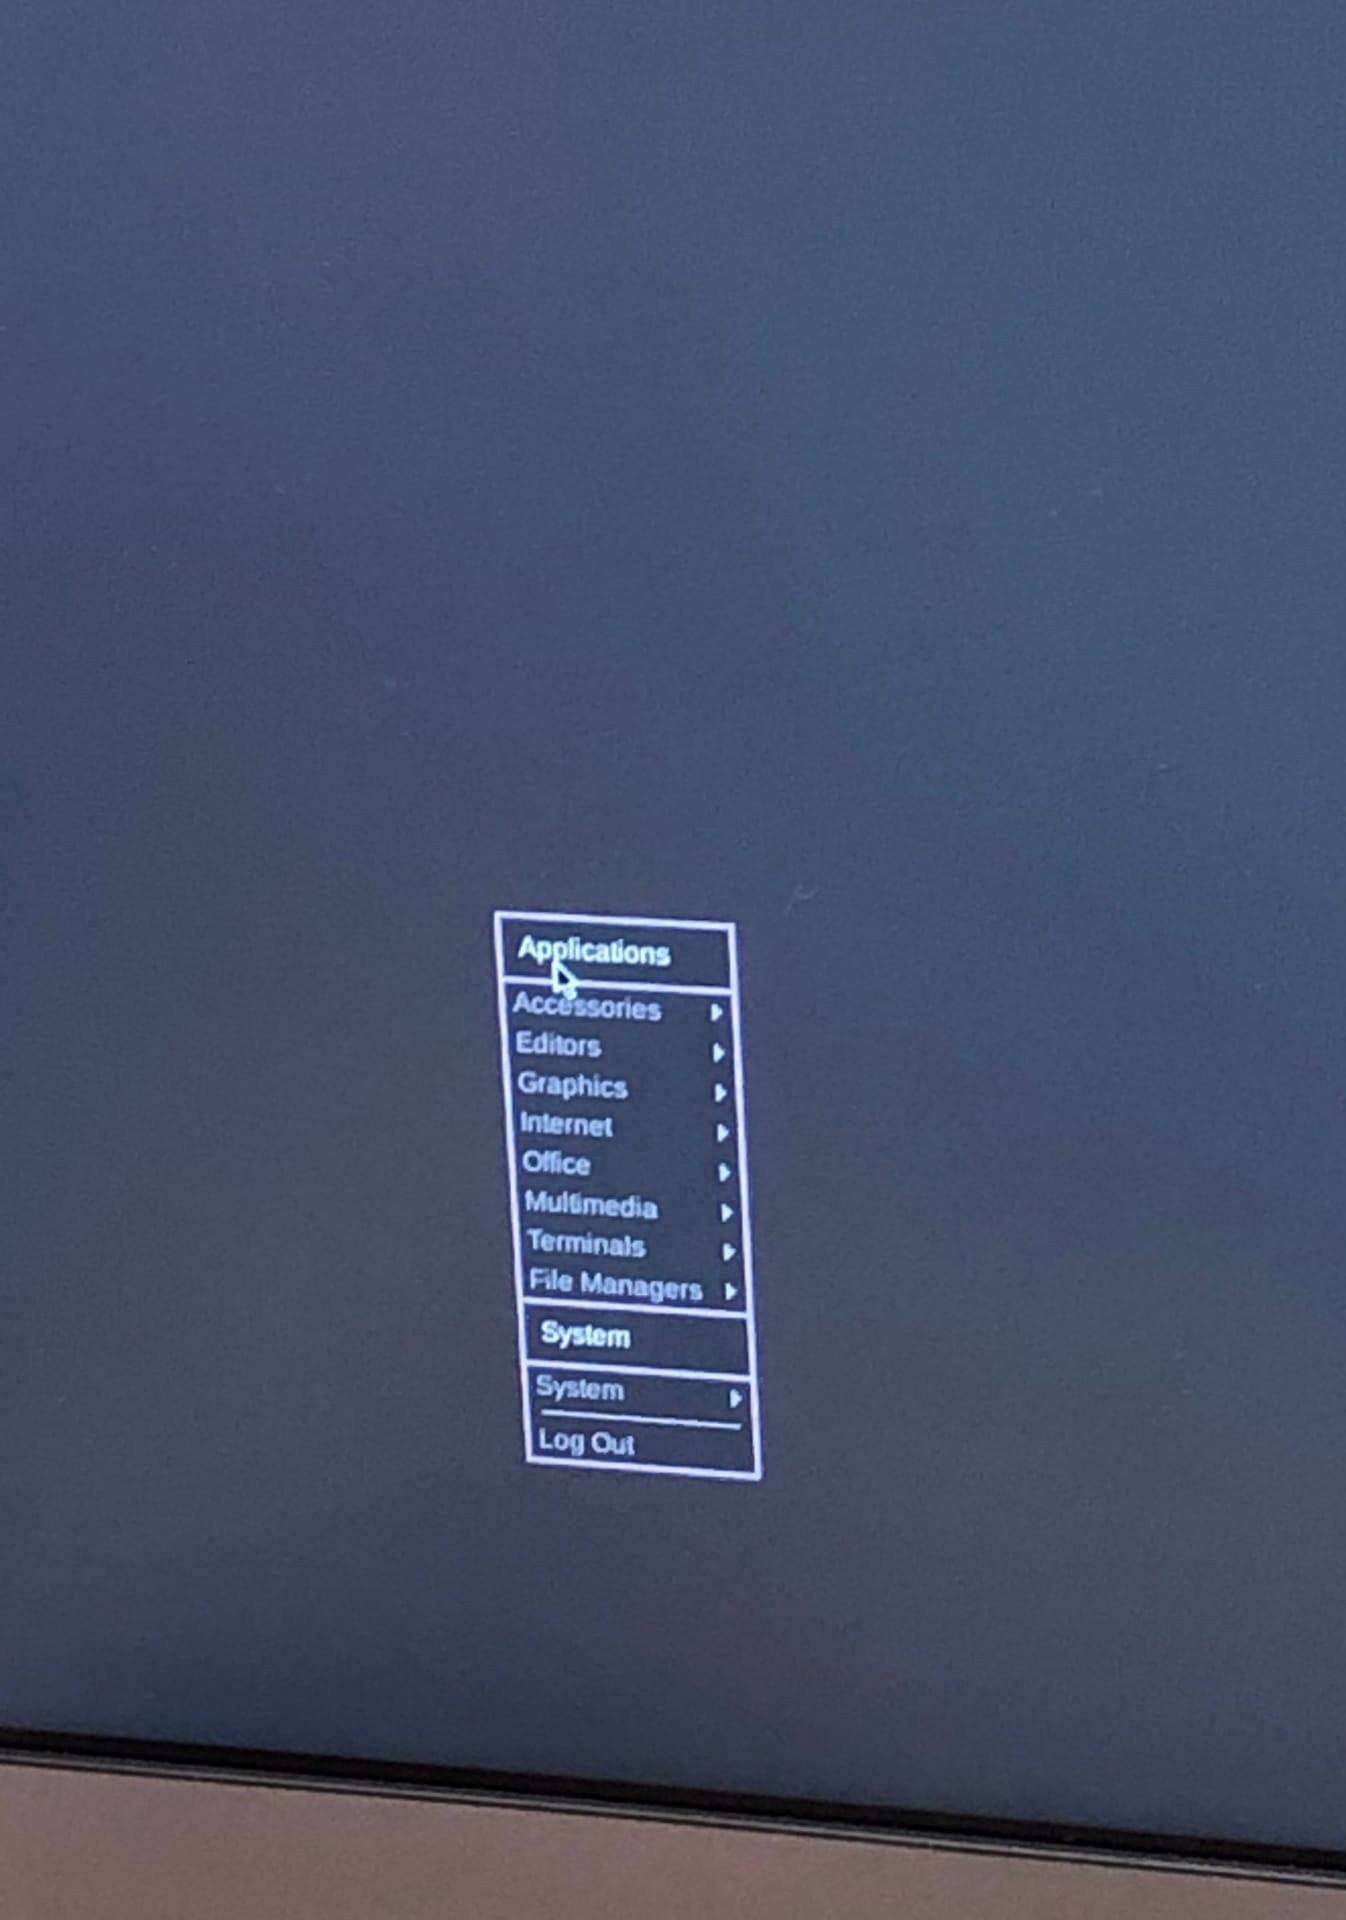 Applications
Accessories
Editors
Graphics
Internet
Office
Multimedia
Terminals
File Managers
System
System
Log Out